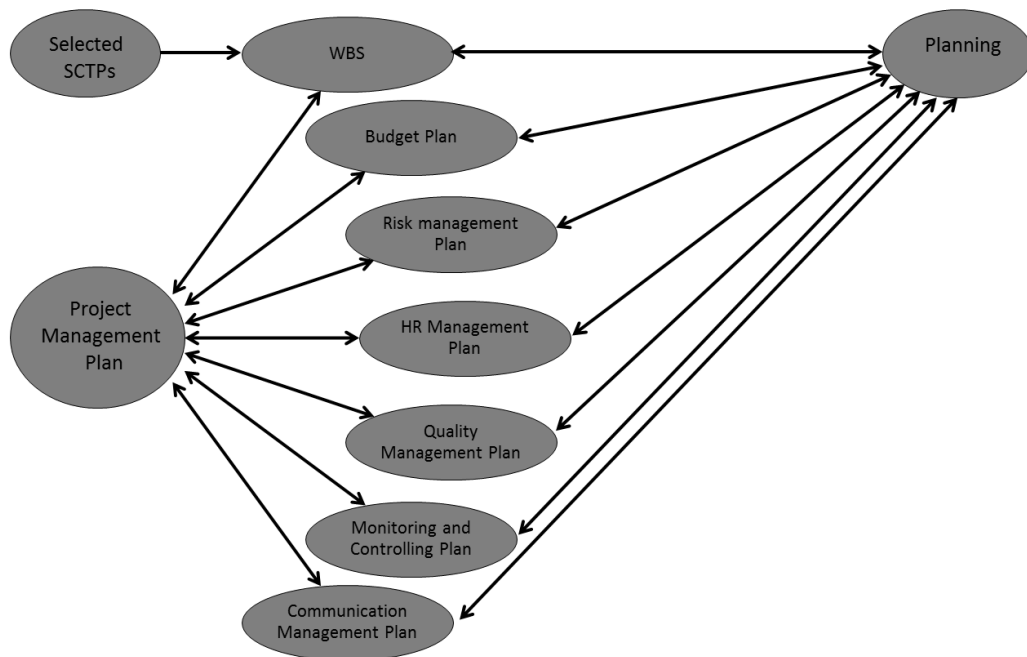 Selected
SCTPs
WBS
Planning
Budget Plan
Risk management
Plan
Project
Management
Plan
HR Management
Plan
Quality
Management Plan
Monitoring and
Controlling Plan
Communication
Management Plan